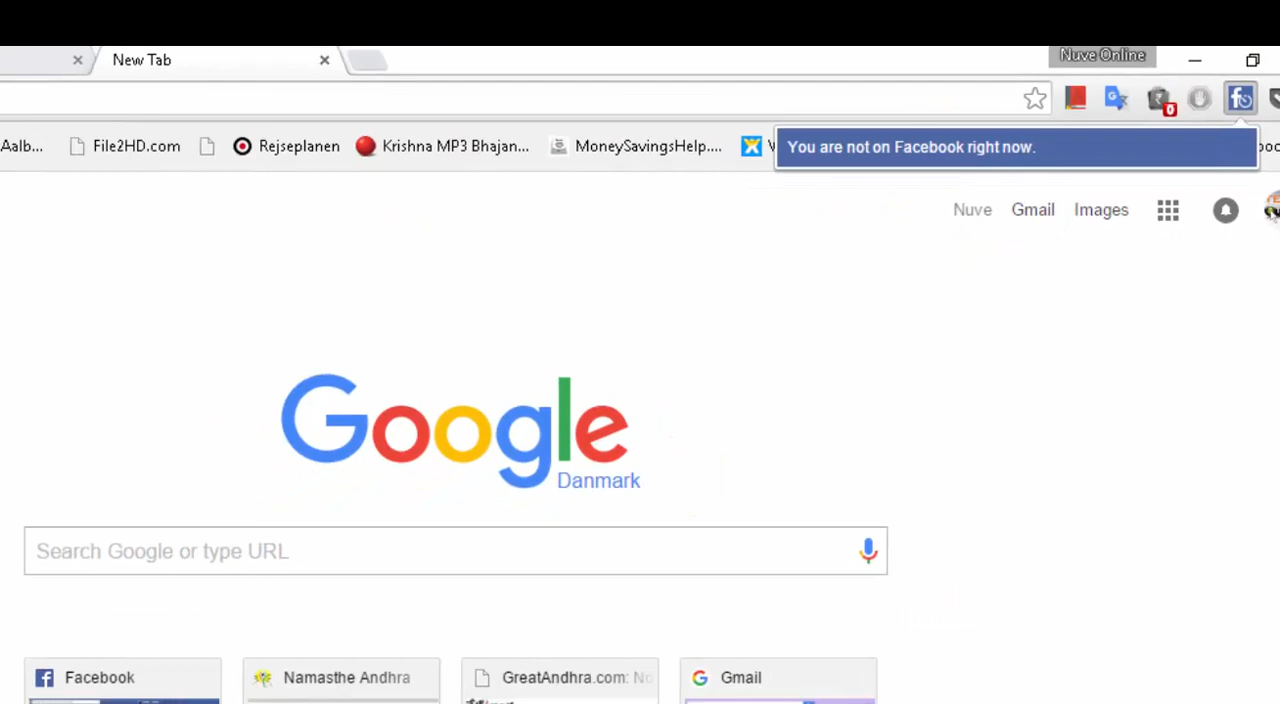 New Tab
Nuve Online
Aalb...
File2HD.com
Rejseplanen
Krishna MP3 Bhajan...
MoneySavingsHelp....
You are not on Facebook right now.
Nuve
Gmail
Images
Google
Danmark
Search Google or type URL
Facebook
Namasthe Andhra
GreatAndhra.com: No
Gmail